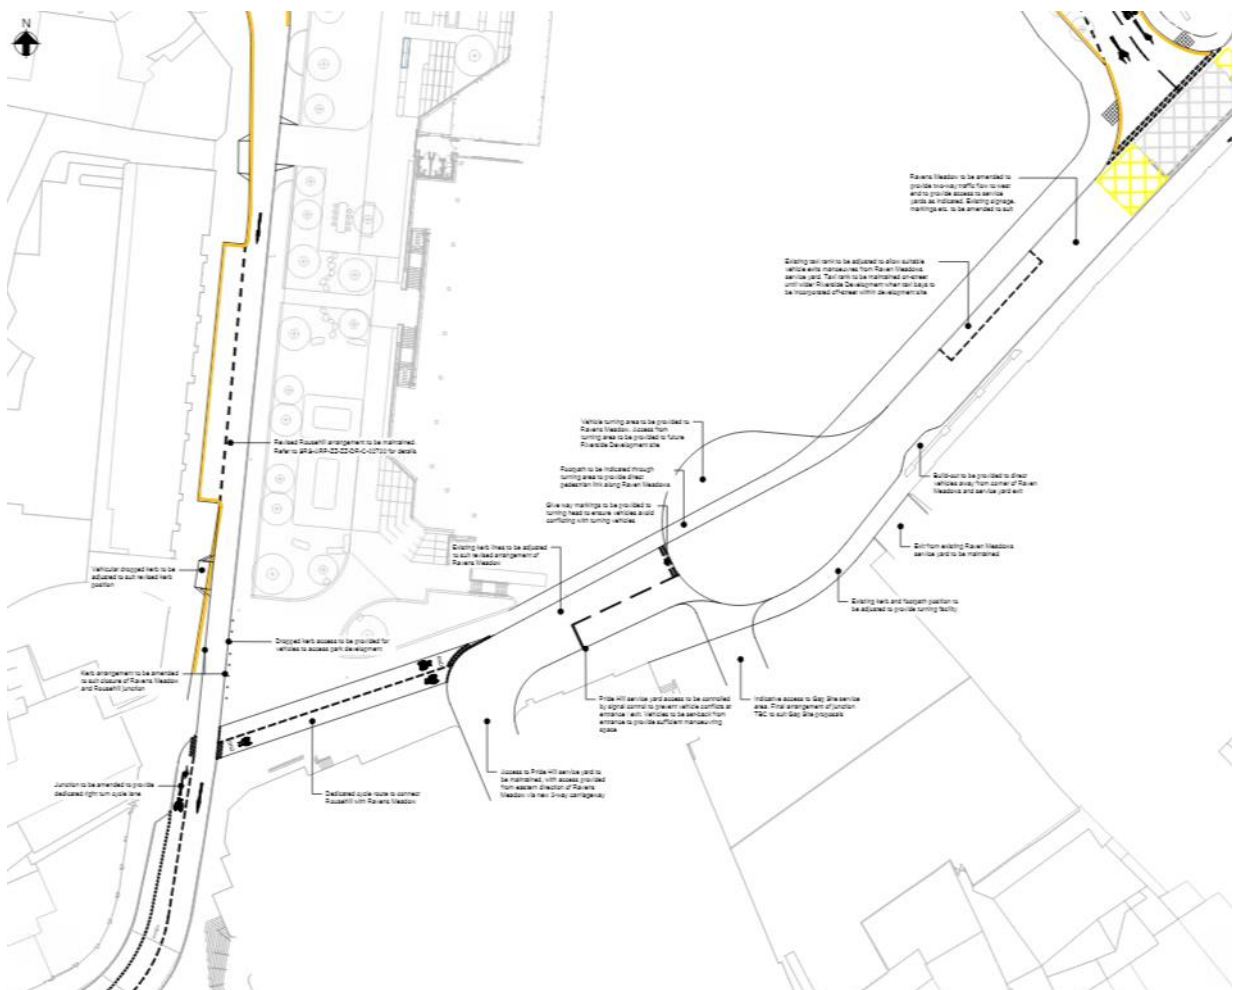 N
Ravens Meadow to be amended to
provide two-way traffic flow to west
end to provide access to service
yards as indicated. Existing signage,
markings etc. to be amended to suit
Existing taxi rank to be adjusted to allow suitable
vehicle exits manoeuvres from Raven Meadows
service yard. Taxi rank to be maintained on-street
until wider Riverside Development when taxi bays to
be incorporated off-street within development site
Vehicle turning area to be provided to
Ravens Meadow. Access from
turning area to be provided to future
Riverside Development site
Revised Roushill arrangement to be maintained.
Refer to for details
Footpath to be indicated through
turning area to provide direct
pedestrian link along Ravens Meadows
Build-out to be provided to direct
vehicles away from corner of Raven
Meadows and service yard exit
Give way markings to be provided to
turning head to ensure vehicles avoid
conflicting with turning vehicles
Existing kerb lines to be adjusted
to suit revised arrangement of
Ravens Meadow
Exit from existing Raven Meadows
service yard to be maintained
Vehicular dropped kerb to be
adjusted to suit revised kerb
position
Existing kerb and footpath position to
be adjusted to provide turning facility
Dropped kerb access to be provided for
vehicles to access park development
Kerb arrangement to be amended
to suit closure of Ravens Meadow
and Roushill junction
Pride Hill service yard access to be controlled
by signal control to prevent vehicle conflicts at
entrance / exit. Vehicles to be set-back from
entrance to provide sufficient manoeuvring
space
Indicative access to Gap Site service
area. Final arrangement of junction
TBC to suit Gap Site proposals
Access to Pride Hill service yard to
be maintained, with access provided
from eastern direction of Ravens
Meadow via new 2-way carriageway
Junction to be amended to provide
dedicated right turn cycle lane
Dedicated cycle route to connect
Roushill with Ravens Meadow